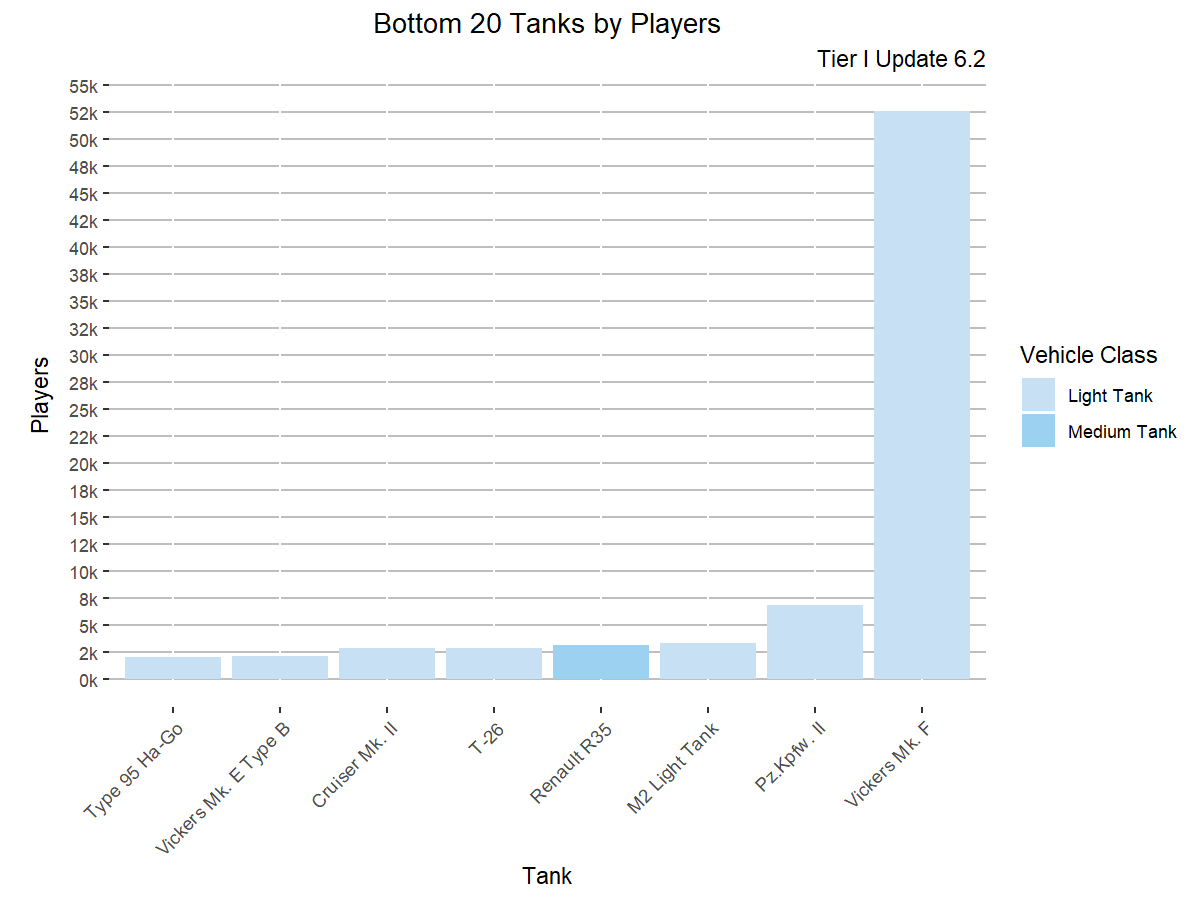 Bottom 20 Tanks by Players
Tier I Update 6.2
55k
52k
50k
48k
45k
42k
40k
38k
35k
32k
30k
28k
25k
22k
20k
18k
15k
12k
10k
8k
5k
2k
0k
Players
Type 95 Ha-Go
Vickers Mk. E Type B
Cruiser Mk. II
T-26
Renault R35
M2 Light Tank
Pz.Kpfw. II
Vickers Mk. F
Tank
Vehicle Class
Light Tank
Medium Tank